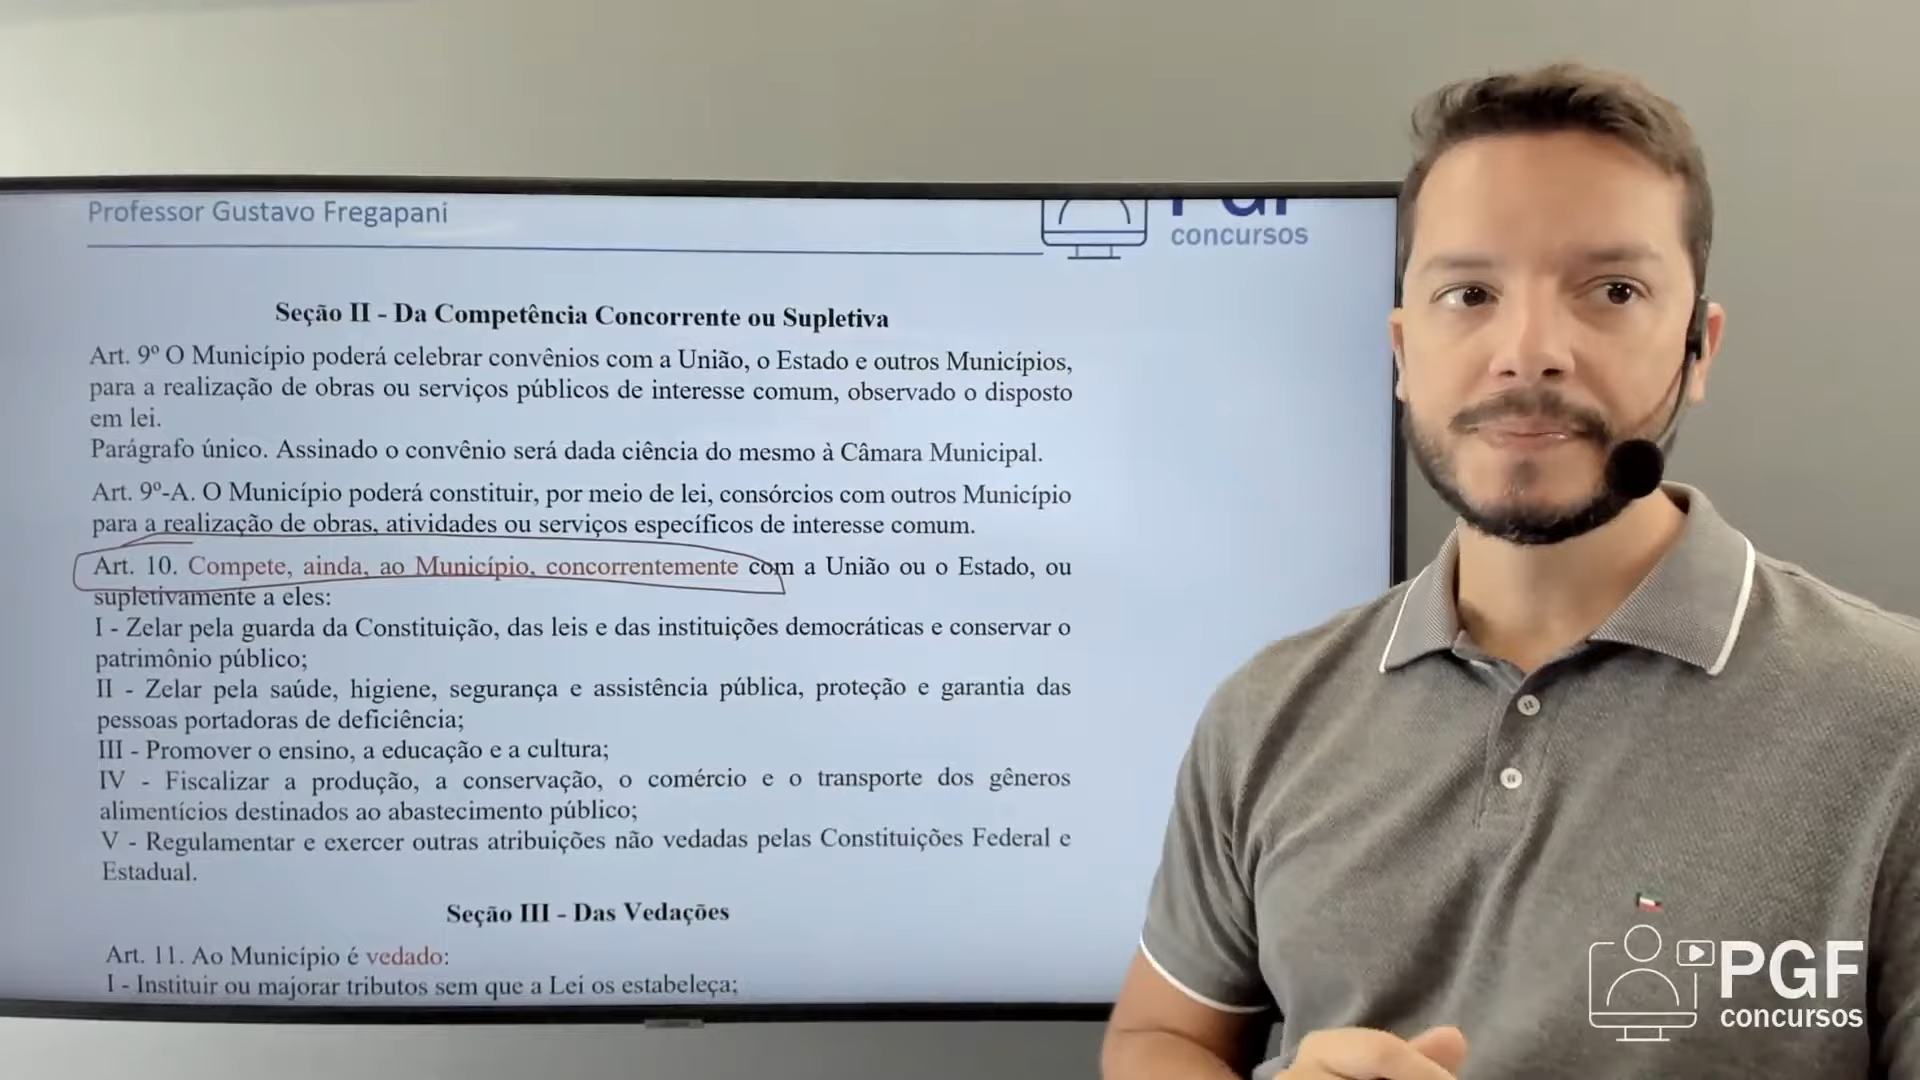 Professor Gustavo Fregapani
PGF
concursos
Seção II - Da Competência Concorrente ou Supletiva
Art. 9º O Município poderá celebrar convênios com a União, o Estado e outros Municípios,
para a realização de obras ou serviços públicos de interesse comum, observado o disposto
em lei.
Parágrafo único. Assinado o convênio será dada ciência do mesmo à Câmara Municipal.
Art. 9º-A. O Município poderá constituir, por meio de lei, consórcios com outros Município
para a realização de obras, atividades ou serviços específicos de interesse comum.
Art. 10. Compete, ainda, ao Município, concorrentemente com a União ou o Estado, ou
supletivamente a eles:
I - Zelar pela guarda da Constituição, das leis e das instituições democráticas e conservar o
patrimônio público;
II - Zelar pela saúde, higiene, segurança e assistência pública, proteção e garantia das
pessoas portadoras de deficiência;
III - Promover o ensino, a educação e a cultura;
IV - Fiscalizar a produção, a conservação, o comércio e o transporte dos gêneros
alimentícios destinados ao abastecimento público;
V - Regulamentar e exercer outras atribuições não vedadas pelas Constituições Federal e
Estadual.
Seção III - Das Vedações
Art. 11. Ao Município é vedado:
I - Instituir ou majorar tributos sem que a Lei os estabeleça;
PGF
concursos